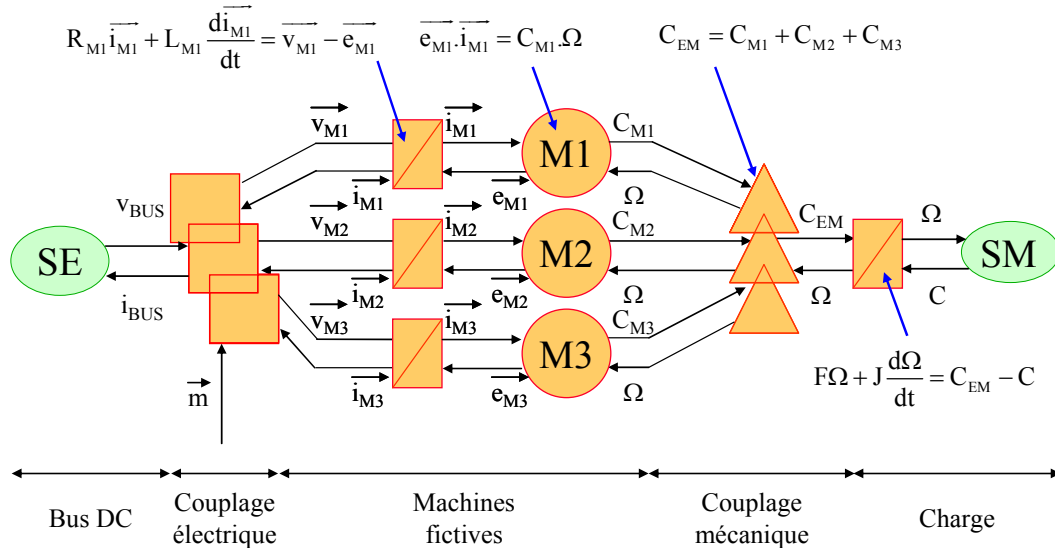 R_M1 i_M1 + L_M1 di_M1/dt = v_M1 − e_M1
e_M1 . i_M1 = C_M1 . Ω
C_EM = C_M1 + C_M2 + C_M3
v_M1 i_M1 C_M1
M1
i_M1 e_M1 Ω
v_BUS
v_M2 i_M2 C_M2 C_EM Ω
SE M2 SM
i_BUS
i_M2 e_M2 Ω Ω C
v_M3 i_M3 C_M3
M3
i_M3 e_M3 Ω
m
FΩ + J dΩ/dt = C_EM − C
Bus DC
Couplage
électrique
Machines
fictives
Couplage
mécanique
Charge